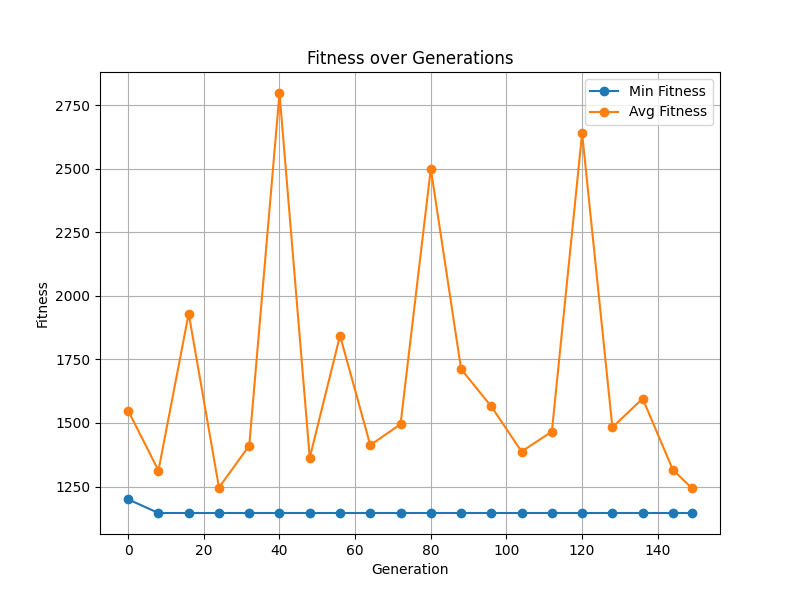 Fitness over Generations
Min Fitness
Avg Fitness
2750
2500
2250
2000
1750
1500
1250
Fitness
0 20 40 60 80 100 120 140
Generation